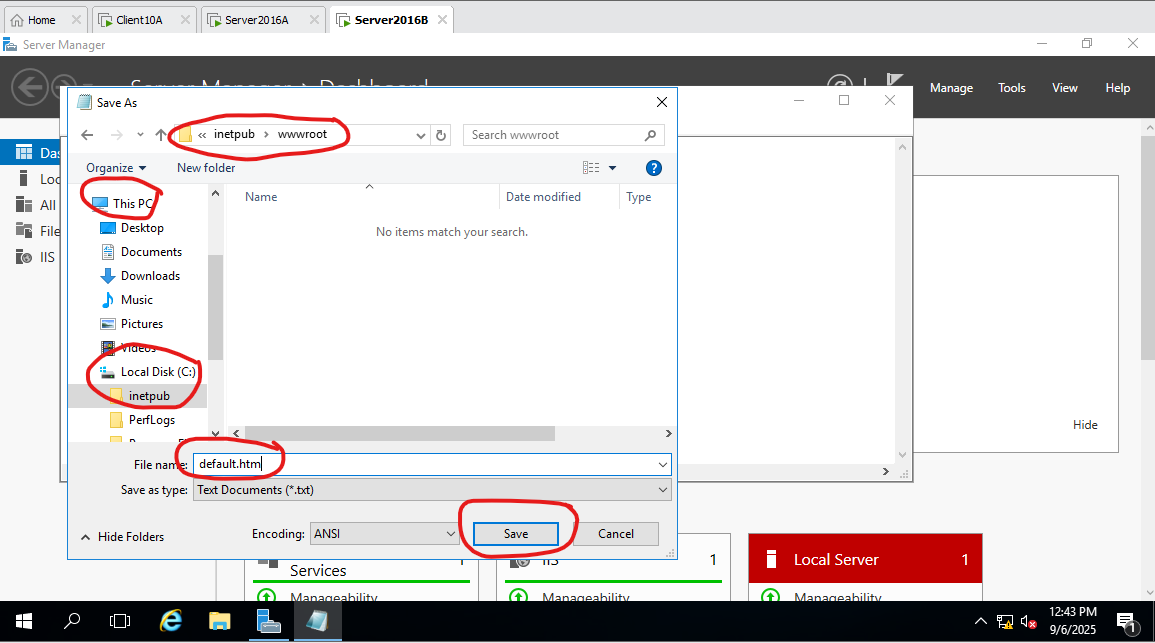 Home
Client10A
Server2016A
Server2016B
Server Manager
Server Manager Dashboard
Manage Tools View Help
Save As
« inetpub › wwwroot
Search wwwroot
Organize
New folder
Das
Loc
All
File
IIS
This PC
Desktop
Documents
Downloads
Music
Pictures
Videos
Local Disk (C:)
inetpub
PerfLogs
Name
Date modified
Type
No items match your search.
Hide
File name: default.htm
Save as type: Text Documents (*.txt)
Hide Folders
Encoding: ANSI
Save
Cancel
Services
1
IIS
1
Local Server
1
Manageability
Manageability
Manageability
12:43 PM
9/6/2025
1